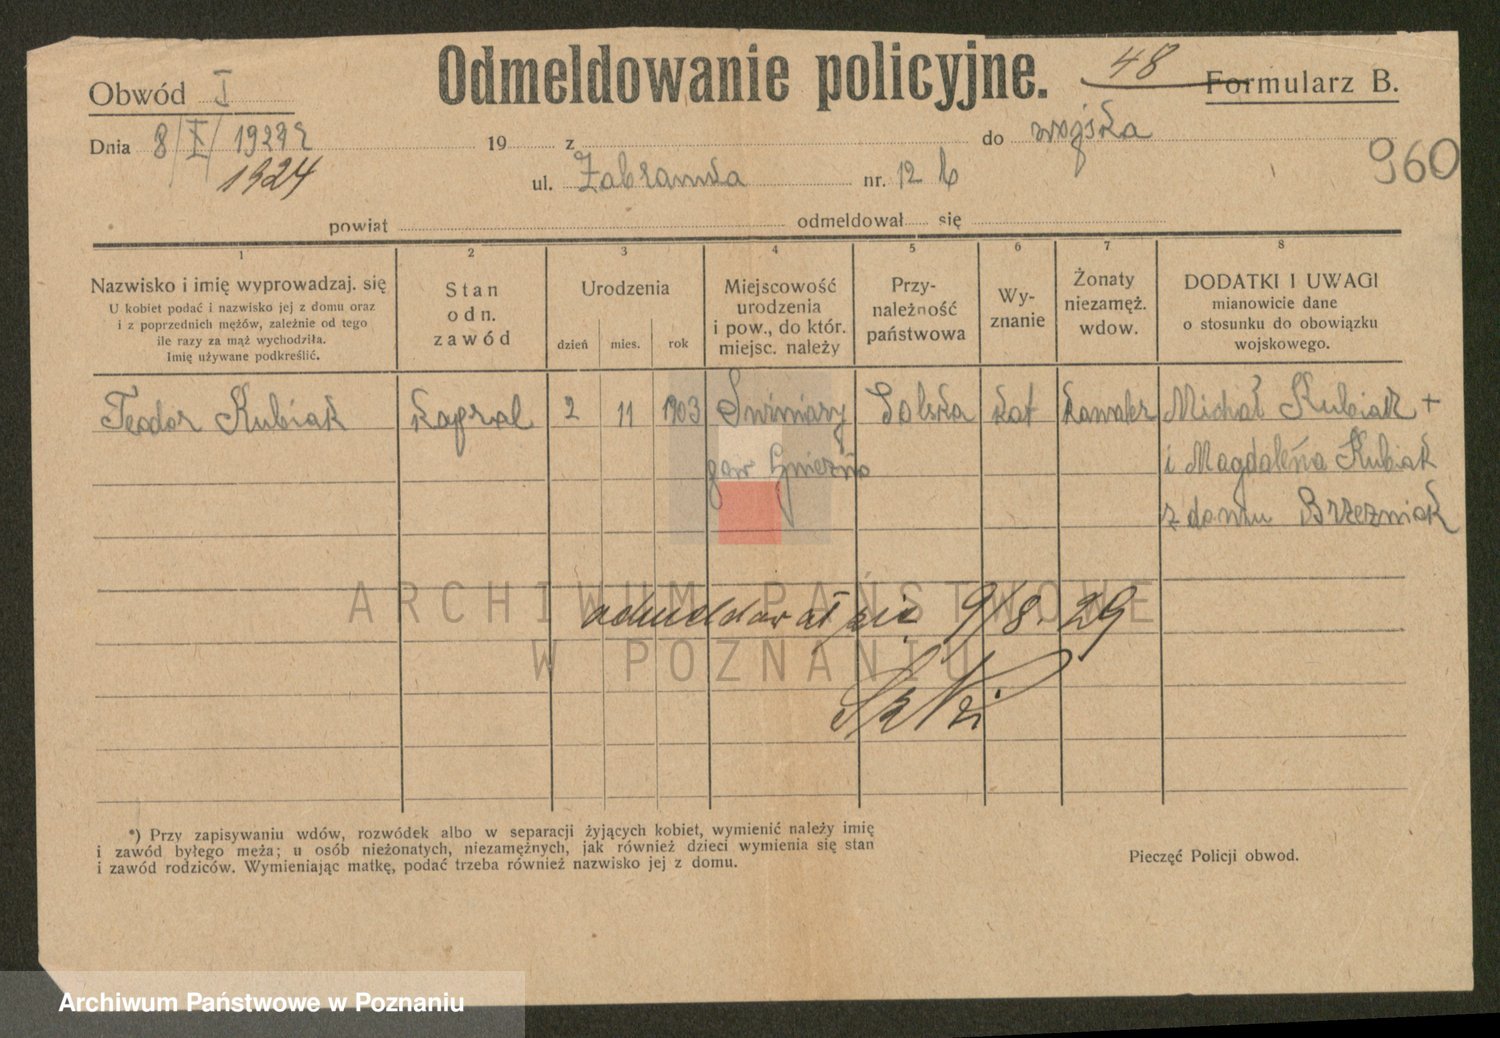 Odmeldowanie policyjne.
48
Obwód I
Formularz B.
Dnia 8/X/ 1924 19 z do wojska
1924
960
ul. Zabramka nr. 12 b
powiat odmeldował się
1 2 3 4 5 6 7 8
Nazwisko i imię wyprowadzaj. się
U kobiet podać i nazwisko jej z domu oraz
i z poprzednich mężów, zależnie od tego
ile razy za mąż wychodziła.
Imię używane podkreślić.
Stan
odn.
zawód
Urodzenia
dzień mies. rok
Miejscowość
urodzenia
i pow., do któr.
miejsc. należy
Przy-
należność
państwowa
Wy-
znanie
Żonaty
niezamęż.
wdow.
DODATKI I UWAGI
mianowicie dane
o stosunku do obowiązku
wojskowego.
Teodor Kubiak kapral 2 11 1903 Swiniary Polska kat kawaler Michał Kubiak +
pow Gniezno i Magdalena Kubiak
z domu Brzezniak
odmeldował się 9/8. 29
ARCHIWUM PAŃSTWOWE
W POZNANIU
*) Przy zapisywaniu wdów, rozwódek albo w separacji żyjących kobiet, wymienić należy imię
i zawód byłego męża; u osób nieżonatych, niezamężnych, jak również dzieci wymienia się stan
i zawód rodziców. Wymieniając matkę, podać trzeba również nazwisko jej z domu.
Pieczęć Policji obwod.
Archiwum Państwowe w Poznaniu